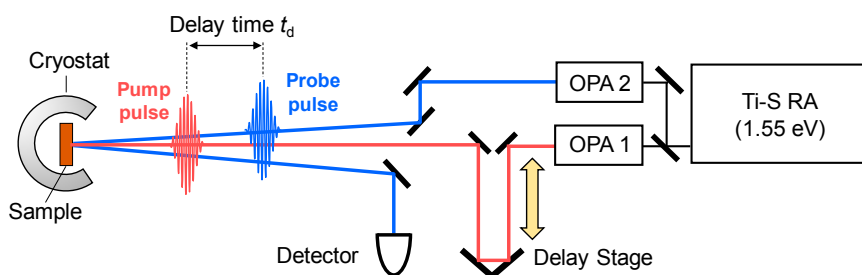 Delay time t_d
Cryostat
Pump
pulse
Probe
pulse
OPA 2
Ti-S RA
(1.55 eV)
OPA 1
Sample
Detector
Delay Stage